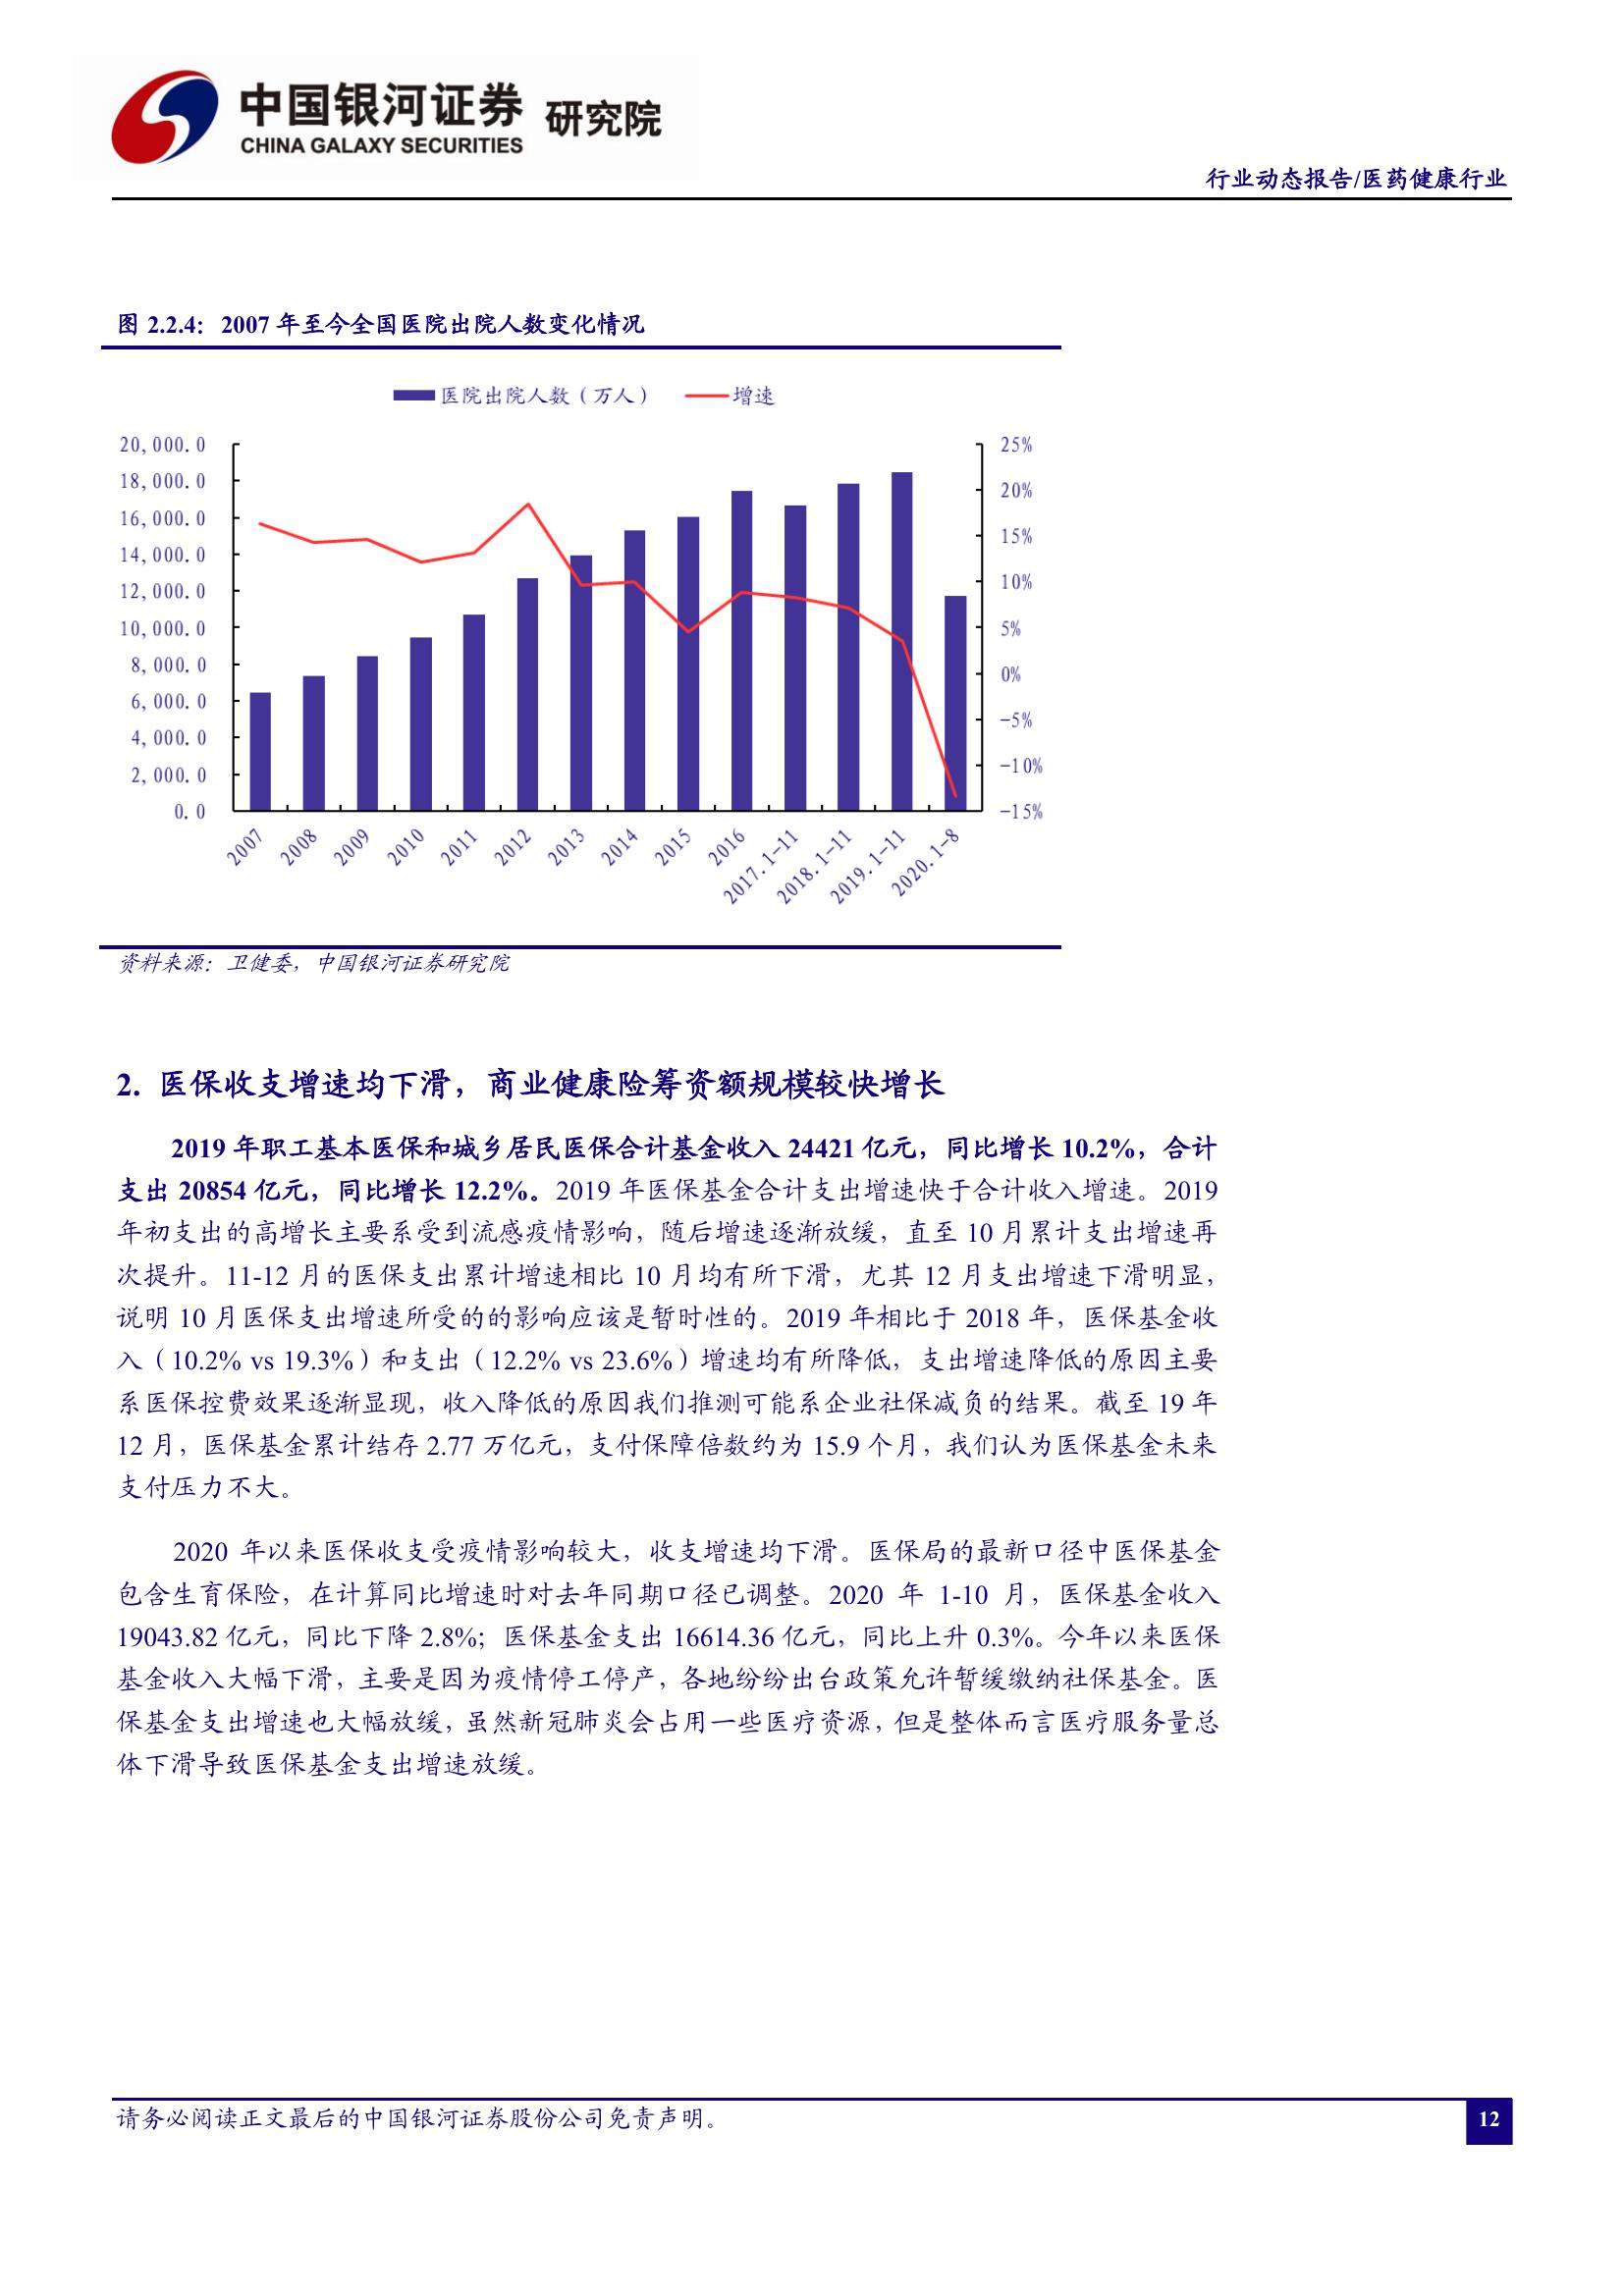 中国银河证券 研究院
CHINA GALAXY SECURITIES
行业动态报告/医药健康行业
图 2.2.4：2007 年至今全国医院出院人数变化情况
医院出院人数（万人） 增速
20,000.0
18,000.0
16,000.0
14,000.0
12,000.0
10,000.0
8,000.0
6,000.0
4,000.0
2,000.0
0.0
25%
20%
15%
10%
5%
0%
-5%
-10%
-15%
2007 2008 2009 2010 2011 2012 2013 2014 2015 2016 2017.1-11 2018.1-11 2019.1-11 2020.1-8
资料来源：卫健委，中国银河证券研究院
2. 医保收支增速均下滑，商业健康险筹资额规模较快增长
2019 年职工基本医保和城乡居民医保合计基金收入 24421 亿元，同比增长 10.2%，合计
支出 20854 亿元，同比增长 12.2%。2019 年医保基金合计支出增速快于合计收入增速。2019
年初支出的高增长主要系受到流感疫情影响，随后增速逐渐放缓，直至 10 月累计支出增速再
次提升。11-12 月的医保支出累计增速相比 10 月均有所下滑，尤其 12 月支出增速下滑明显，
说明 10 月医保支出增速所受的的影响应该是暂时性的。2019 年相比于 2018 年，医保基金收
入（10.2% vs 19.3%）和支出（12.2% vs 23.6%）增速均有所降低，支出增速降低的原因主要
系医保控费效果逐渐显现，收入降低的原因我们推测可能系企业社保减负的结果。截至 19 年
12 月，医保基金累计结存 2.77 万亿元，支付保障倍数约为 15.9 个月，我们认为医保基金未来
支付压力不大。
2020 年以来医保收支受疫情影响较大，收支增速均下滑。医保局的最新口径中医保基金
包含生育保险，在计算同比增速时对去年同期口径已调整。2020 年 1-10 月，医保基金收入
19043.82 亿元，同比下降 2.8%；医保基金支出 16614.36 亿元，同比上升 0.3%。今年以来医保
基金收入大幅下滑，主要是因为疫情停工停产，各地纷纷出台政策允许暂缓缴纳社保基金。医
保基金支出增速也大幅放缓，虽然新冠肺炎会占用一些医疗资源，但是整体而言医疗服务量总
体下滑导致医保基金支出增速放缓。
请务必阅读正文最后的中国银河证券股份公司免责声明。
12